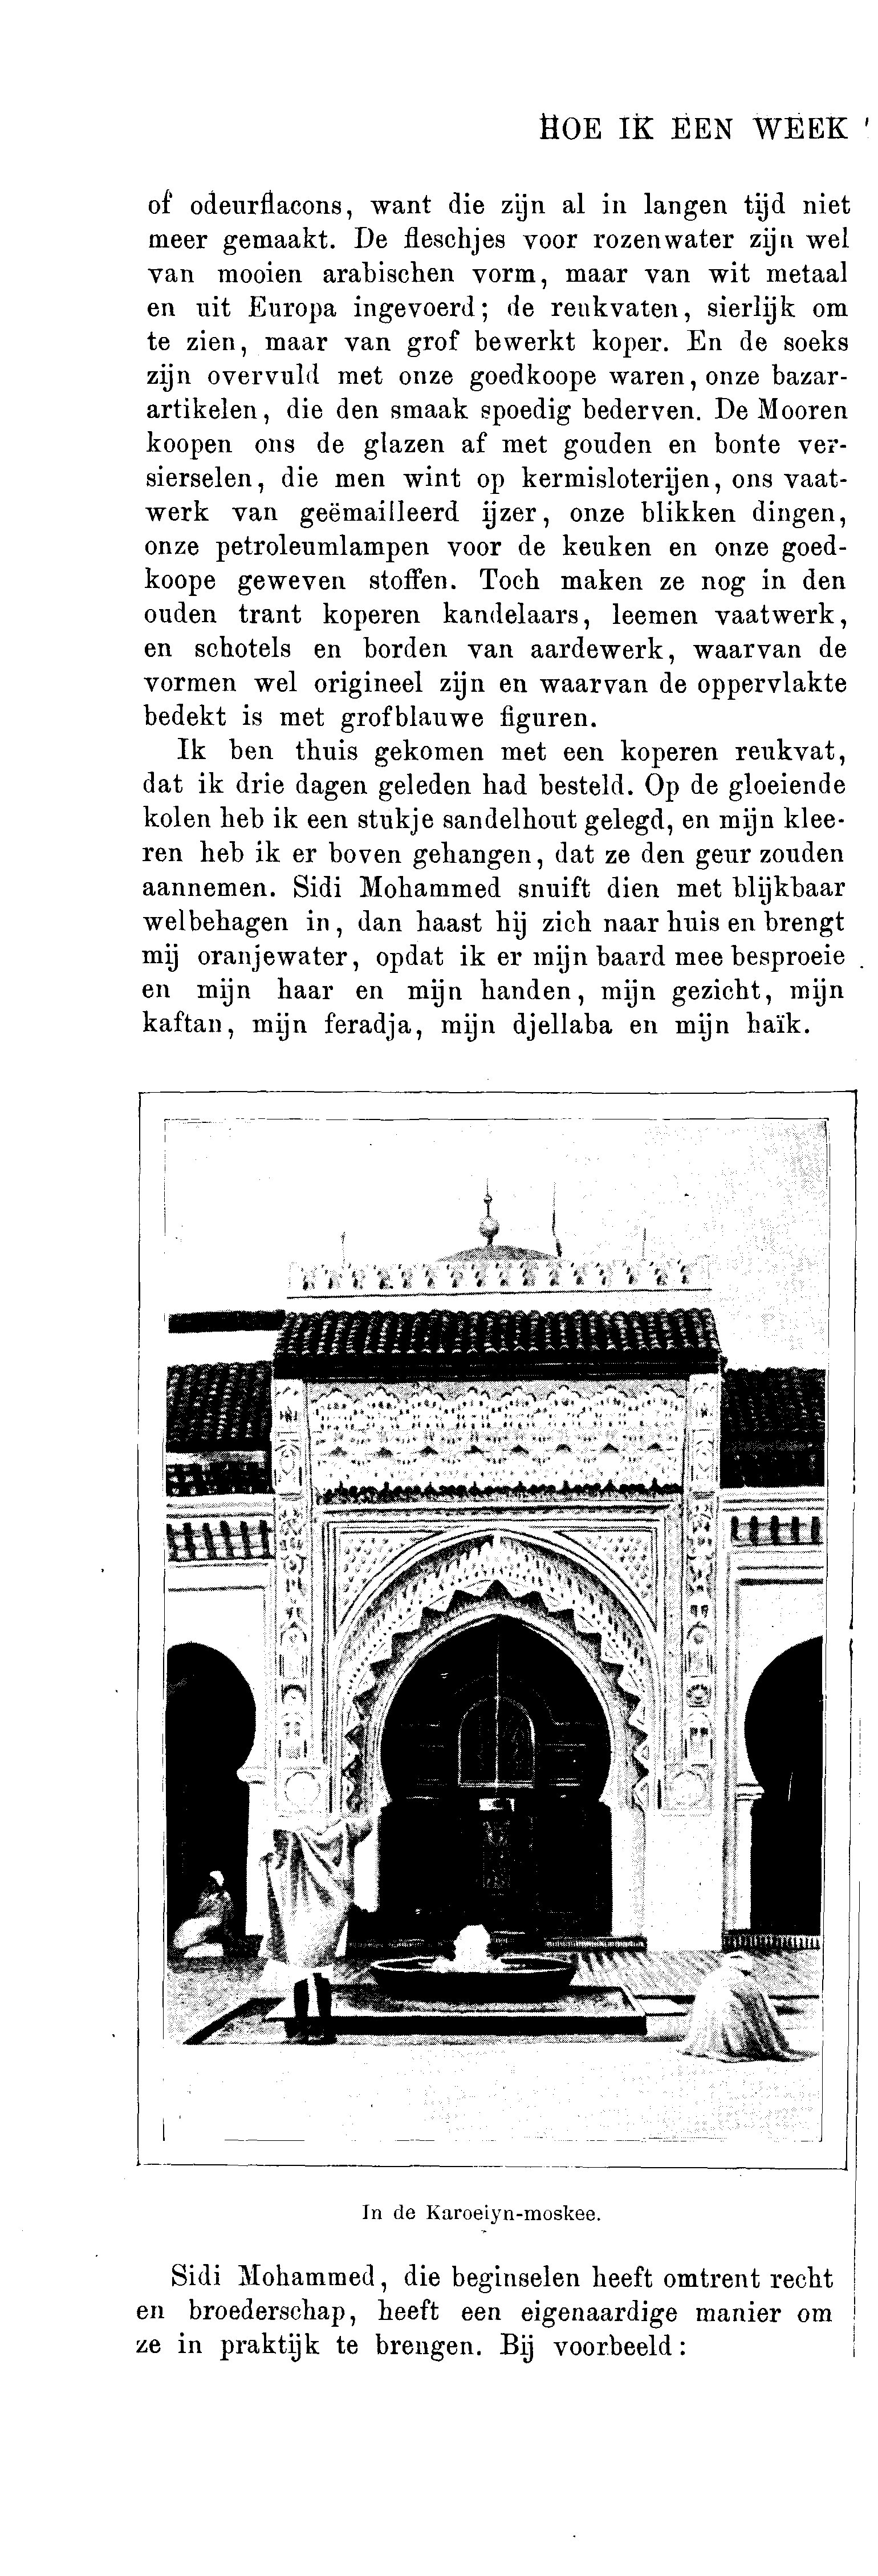 HOE IK EEN WEEK
of odeurflacons, want die zijn al in langen tijd niet
meer gemaakt. De fleschjes voor rozenwater zijn wel
van mooien arabischen vorm, maar van wit metaal
en uit Europa ingevoerd; de reukvaten, sierlijk om
te zien, maar van grof bewerkt koper. En de soeks
zijn overvuld met onze goedkoope waren, onze bazar-
artikelen, die den smaak spoedig bederven. De Mooren
koopen ons de glazen af met gouden en bonte ver-
sierselen, die men wint op kermisloterijen, ons vaat-
werk van geëmailleerd ijzer, onze blikken dingen,
onze petroleumlampen voor de keuken en onze goed-
koope geweven stoffen. Toch maken ze nog in den
ouden trant koperen kandelaars, leemen vaatwerk,
en schotels en borden van aardewerk, waarvan de
vormen wel origineel zijn en waarvan de oppervlakte
bedekt is met grofblauwe figuren.
Ik ben thuis gekomen met een koperen reukvat,
dat ik drie dagen geleden had besteld. Op de gloeiende
kolen heb ik een stukje sandelhout gelegd, en mijn klee-
ren heb ik er boven gehangen, dat ze den geur zouden
aannemen. Sidi Mohammed snuift dien met blijkbaar
welbehagen in, dan haast hij zich naar huis en brengt
mij oranjewater, opdat ik er mijn baard mee besproeie
en mijn haar en mijn handen, mijn gezicht, mijn
kaftan, mijn feradja, mijn djellaba en mijn haïk.
In de Karoeiyn-moskee.
Sidi Mohammed, die beginselen heeft omtrent recht
en broederschap, heeft een eigenaardige manier om
ze in praktijk te brengen. Bij voorbeeld: